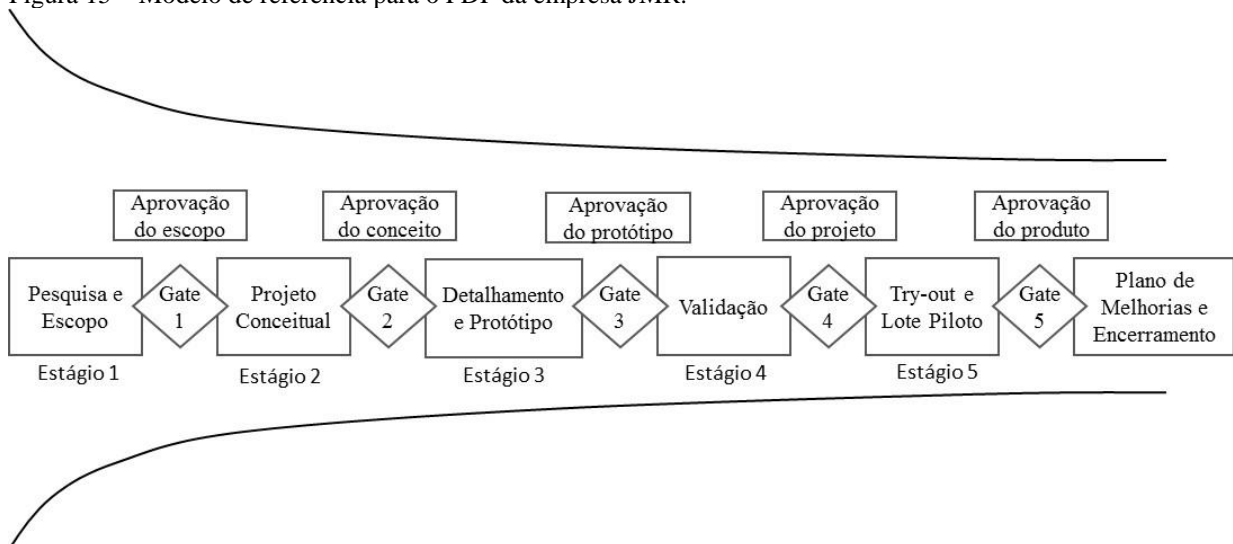 Figura 15 – Modelo de referência para o PDP da empresa JMR.
Aprovação
do escopo
Aprovação
do conceito
Aprovação
do protótipo
Aprovação
do projeto
Aprovação
do produto
Pesquisa e
Escopo
Gate
1
Projeto
Conceitual
Gate
2
Detalhamento
e Protótipo
Gate
3
Validação
Gate
4
Try-out e
Lote Piloto
Gate
5
Plano de
Melhorias e
Encerramento
Estágio 1
Estágio 2
Estágio 3
Estágio 4
Estágio 5